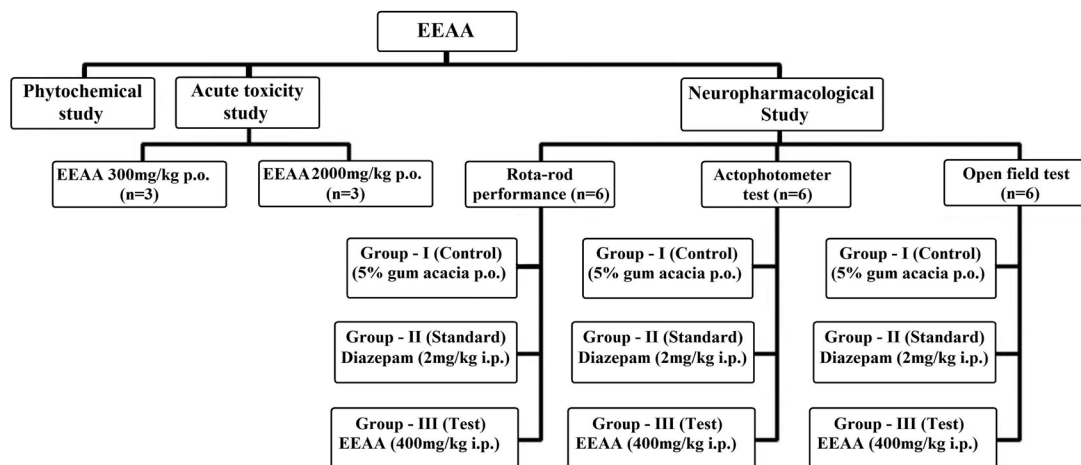 EEAA
Phytochemical
study
Acute toxicity
study
Neuropharmacological
Study
EEAA 300mg/kg p.o.
(n=3)
EEAA2000mg/kg p.o.
(n=3)
Rota-rod
performance (n=6)
Actophotometer
test (n=6)
Open field test
(n=6)
Group - I (Control)
(5% gum acacia p.o.)
Group - II (Standard)
Diazepam (2mg/kg i.p.)
Group - III (Test)
EEAA (400mg/kg i.p.)
Group - I (Control)
(5% gum acacia p.o.)
Group - II (Standard)
Diazepam (2mg/kg i.p.)
Group - III (Test)
EEAA (400mg/kg i.p.)
Group - I (Control)
(5% gum acacia p.o.)
Group - II (Standard)
Diazepam (2mg/kg i.p.)
Group - III (Test)
EEAA (400mg/kg i.p.)